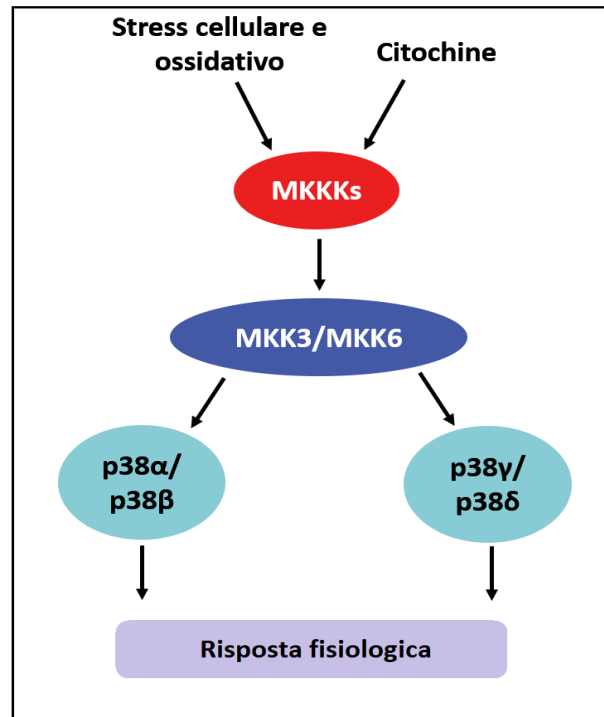 Stress cellulare e
ossidativo
Citochine
MKKKs
MKK3/MKK6
p38α/
p38β
p38γ/
p38δ
Risposta fisiologica